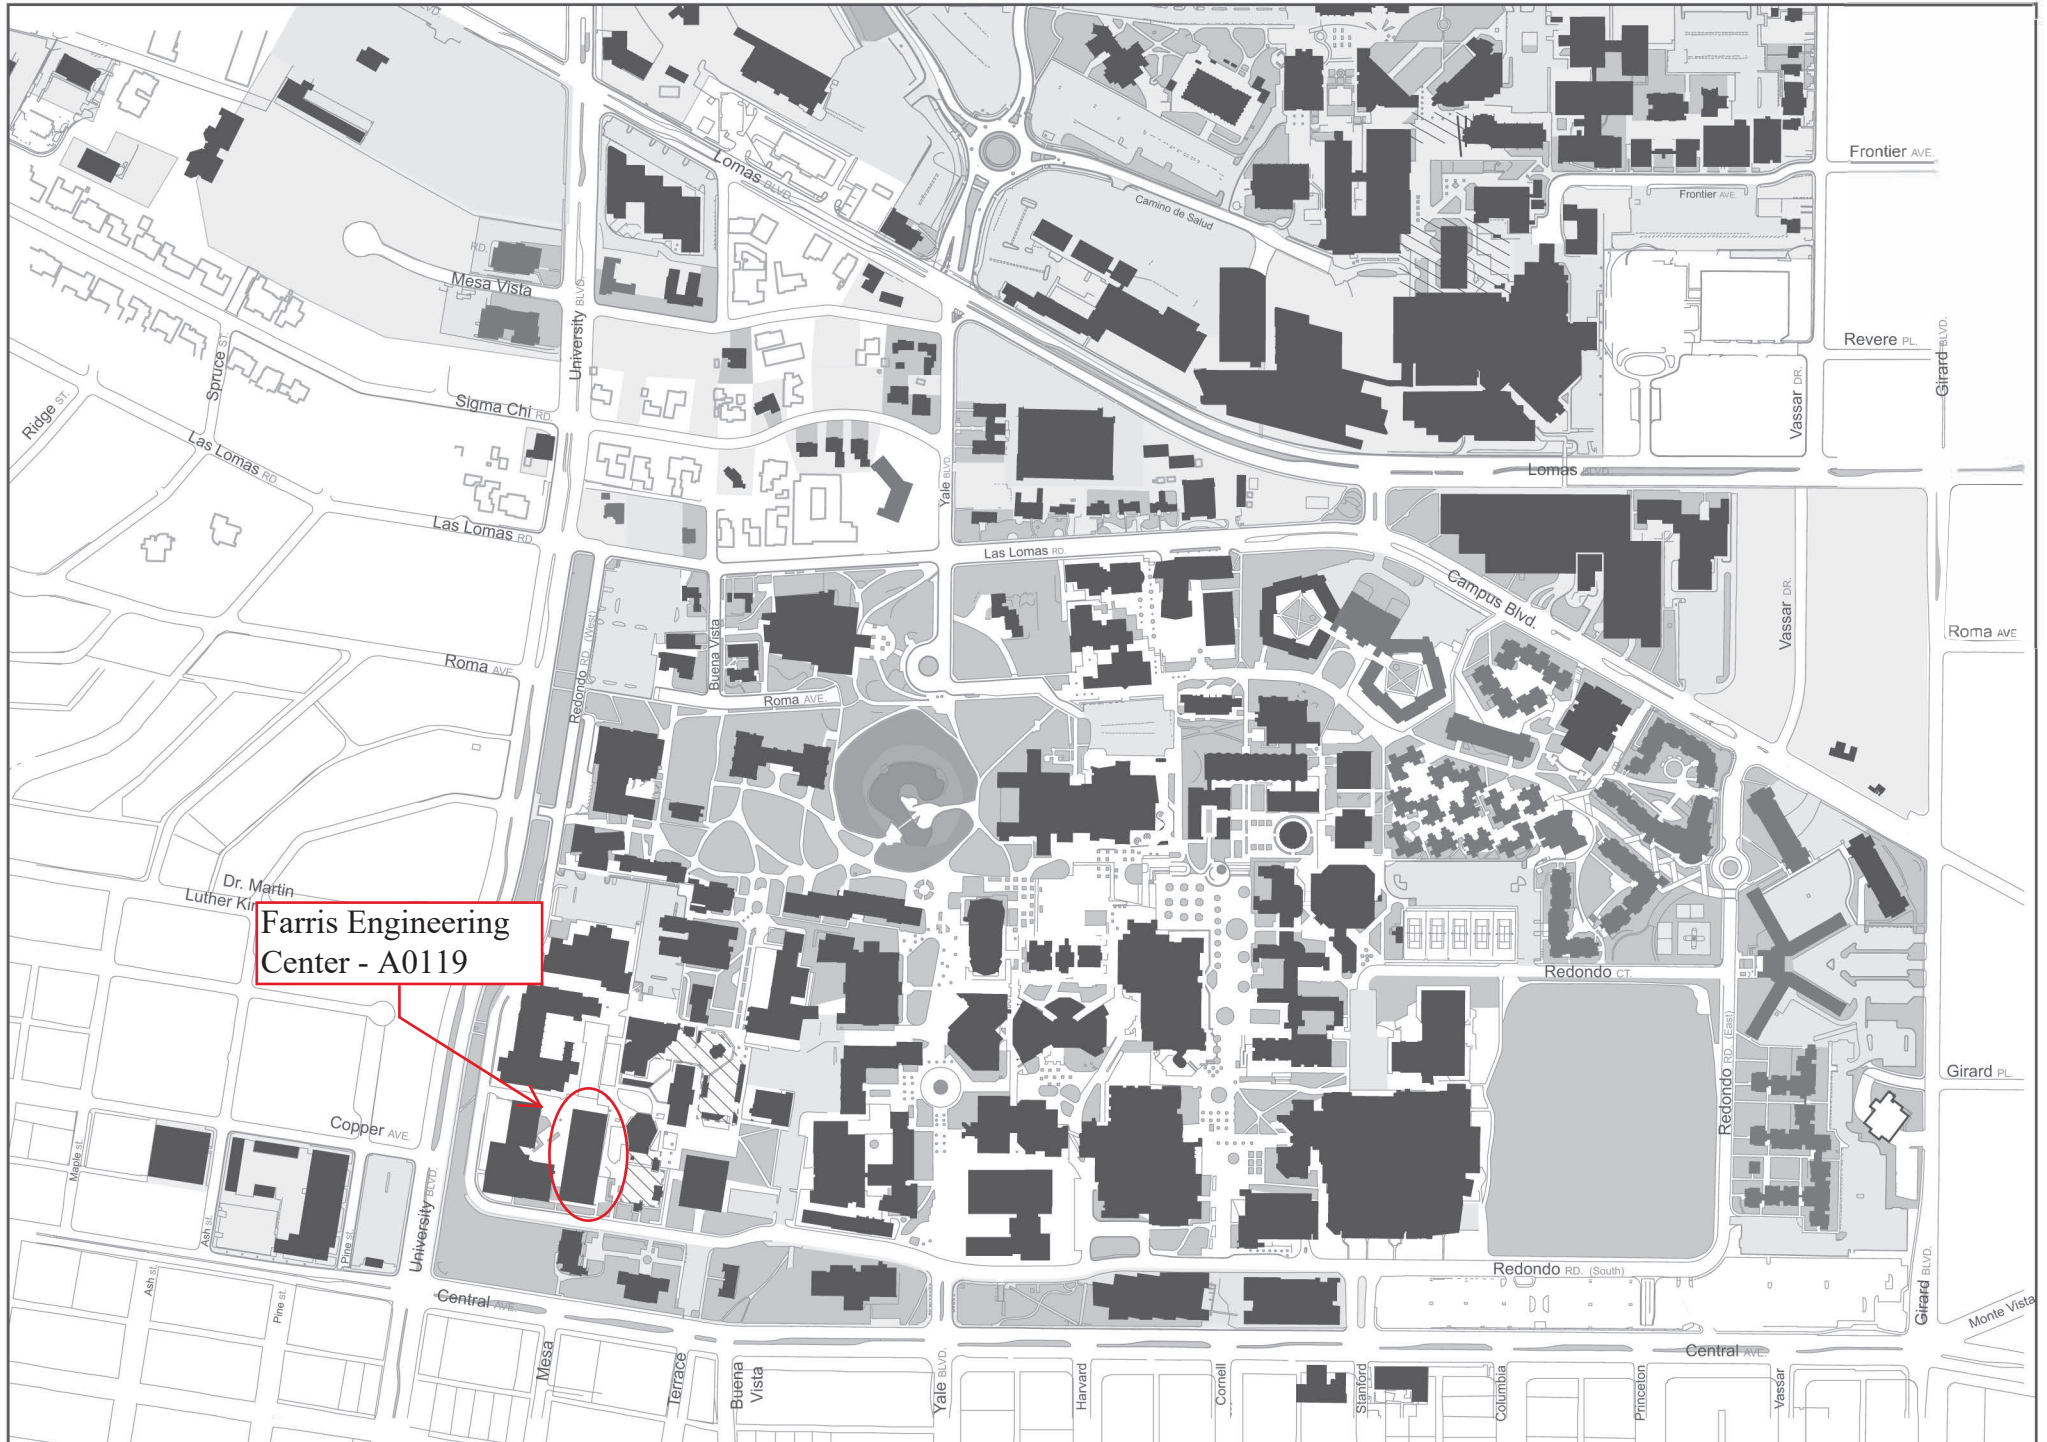 Frontier AVE.
Frontier AVE.
Lomas BLVD.
Camino de Salud
RD.
Mesa Vista
University BLVD.
Spruce ST.
Revere PL.
Girard BLVD.
Vassar DR.
Ridge ST.
Sigma Chi RD.
Las Lomas RD.
Yale BLVD.
Lomas BLVD.
Las Lomas RD.
Las Lomas RD.
Campus Blvd.
Vassar DR.
Roma AVE
Redondo RD. (West)
Buena Vista
Roma AVE.
Roma AVE.
Dr. Martin
Luther Kin
Farris Engineering
Center - A0119
Redondo CT.
Redondo RD. (East)
Girard PL.
Copper AVE.
Maple st.
Ash st.
Pine st.
University BLVD.
Redondo RD. (South)
Girard BLVD.
Ash st.
Pine st.
Central AVE.
Monte Vista
Central AVE.
Mesa
Terrace
Buena
Vista
Yale BLVD.
Harvard
Cornell
Stanford
Columbia
Princeton
Vassar